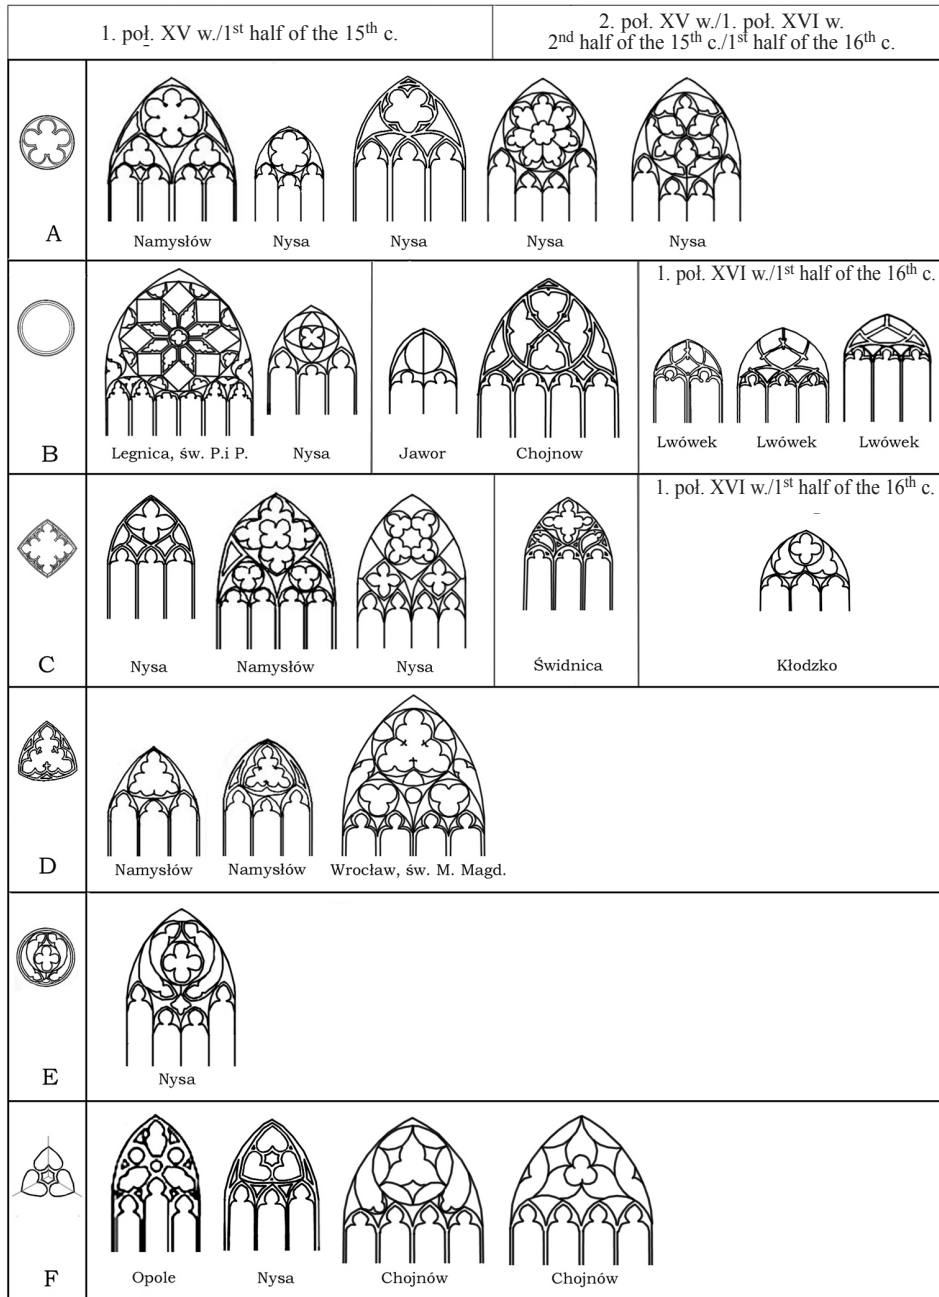 1. poł. XV w./1st half of the 15th c.
2. poł. XV w./1. poł. XVI w.
2nd half of the 15th c./1st half of the 16th c.
A
Namysłów
Nysa
Nysa
Nysa
Nysa
B
1. poł. XVI w./1st half of the 16th c.
Legnica, św. P.i P.
Nysa
Jawor
Chojnow
Lwówek
Lwówek
Lwówek
C
1. poł. XVI w./1st half of the 16th c.
Nysa
Namysłów
Nysa
Świdnica
Kłodzko
D
Namysłów
Namysłów
Wrocław, św. M. Magd.
E
Nysa
F
Opole
Nysa
Chojnów
Chojnów